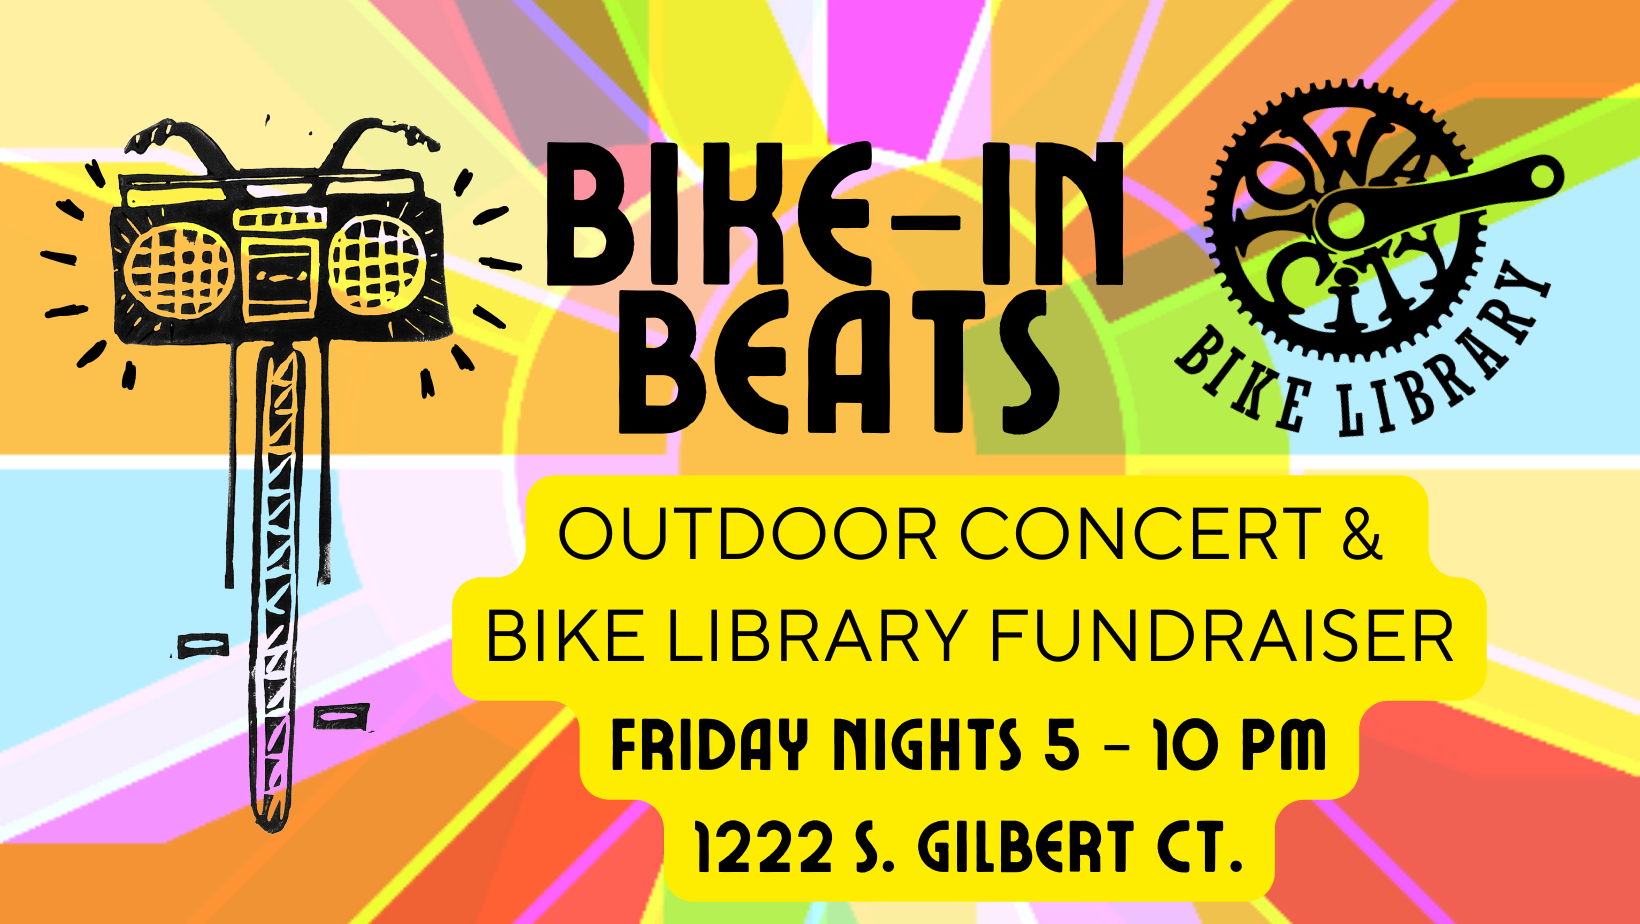 BIKE-IN
BEATS
IOWA
CITY
BIKE LIBRARY
OUTDOOR CONCERT &
BIKE LIBRARY FUNDRAISER
FRIDAY NIGHTS 5 - 10 PM
1222 S. GILBERT CT.